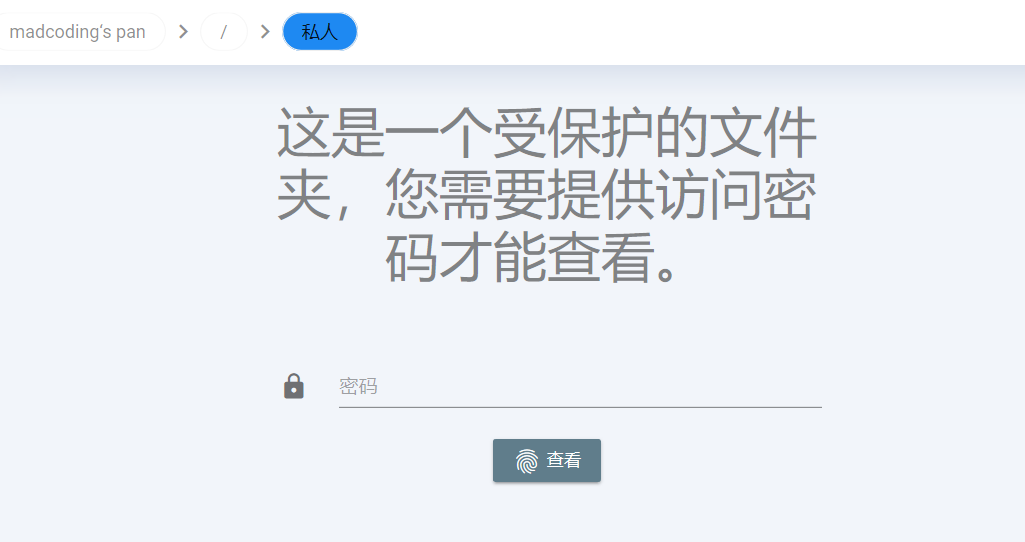 madcoding‘s pan > / > 私人
这是一个受保护的文件
夹，您需要提供访问密
码才能查看。
密码
查看